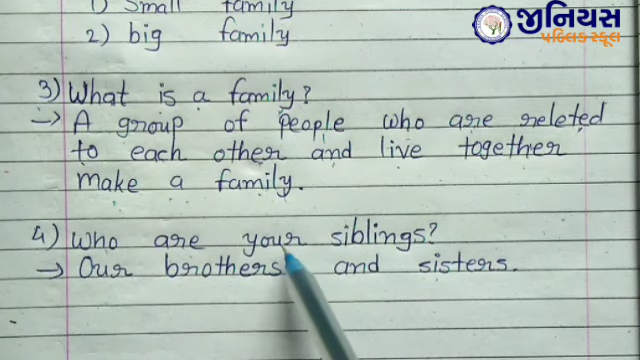 1) Small family
2) big family
જીનિયસ
પબ્લિક સ્કૂલ
3) What is a family?
→ A group of people who are releted
to each other and live together
make a family.
4) Who are your siblings?
→ Our brothers and sisters.